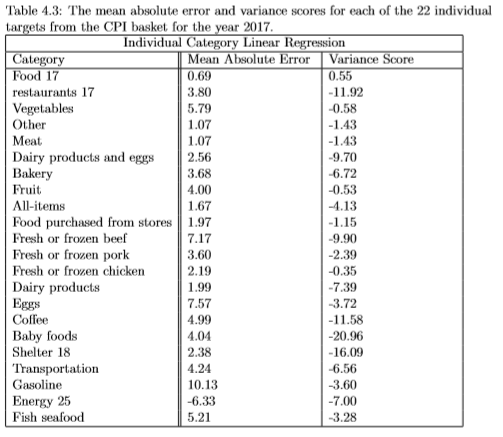 Table 4.3: The mean absolute error and variance scores for each of the 22 individual
targets from the CPI basket for the year 2017.
Individual Category Linear Regression
Category Mean Absolute Error Variance Score
Food 17 0.69 0.55
restaurants 17 3.80 -11.92
Vegetables 5.79 -0.58
Other 1.07 -1.43
Meat 1.07 -1.43
Dairy products and eggs 2.56 -9.70
Bakery 3.68 -6.72
Fruit 4.00 -0.53
All-items 1.67 -4.13
Food purchased from stores 1.97 -1.15
Fresh or frozen beef 7.17 -9.90
Fresh or frozen pork 3.60 -2.39
Fresh or frozen chicken 2.19 -0.35
Dairy products 1.99 -7.39
Eggs 7.57 -3.72
Coffee 4.99 -11.58
Baby foods 4.04 -20.96
Shelter 18 2.38 -16.09
Transportation 4.24 -6.56
Gasoline 10.13 -3.60
Energy 25 -6.33 -7.00
Fish seafood 5.21 -3.28